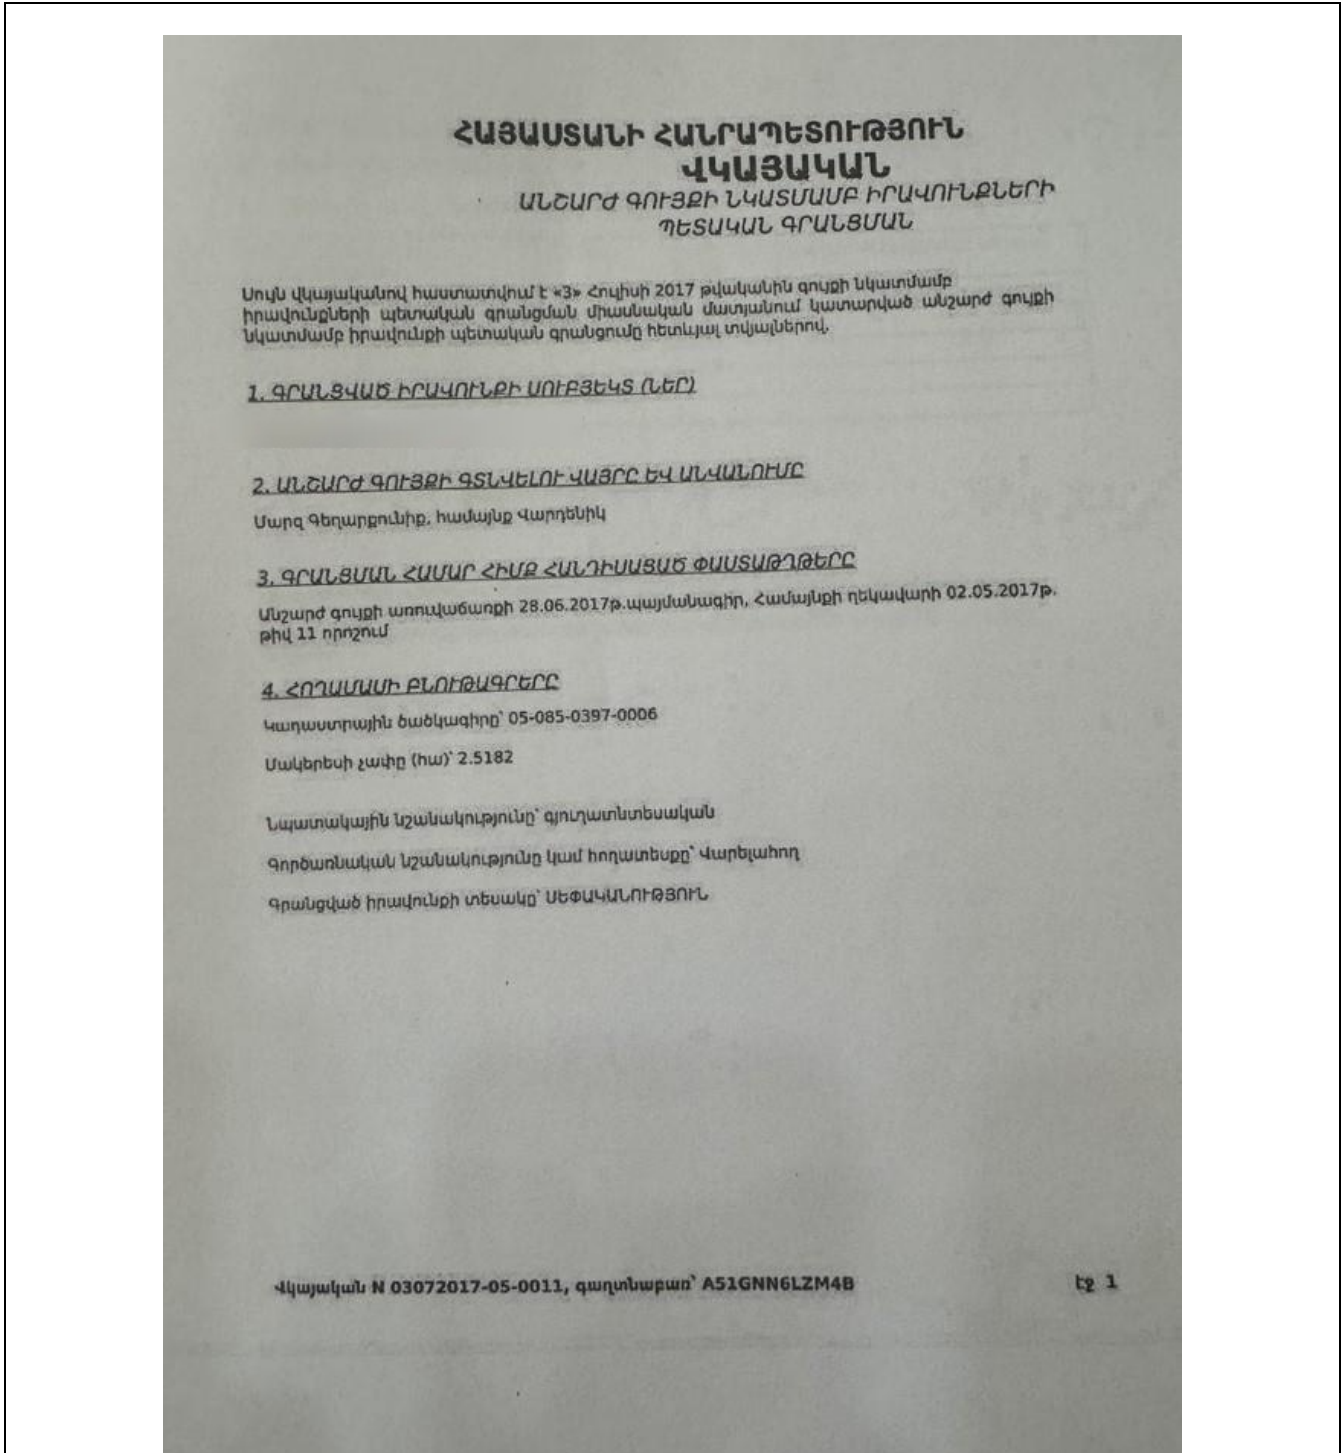 ՀԱՅԱՍՏԱՆԻ ՀԱՆՐԱՊԵՏՈՒԹՅՈՒՆ
ՎԿԱՅԱԿԱՆ
ԱՆՇԱՐԺ ԳՈՒՅՔԻ ՆԿԱՏՄԱՄԲ ԻՐԱՎՈՒՆՔՆԵՐԻ
ՊԵՏԱԿԱՆ ԳՐԱՆՑՄԱՆ
Սույն վկայականով հաստատվում է «3» Հուլիսի 2017 թվականին գույքի նկատմամբ
իրավունքների պետական գրանցման միասնական մատյանում կատարված անշարժ գույքի
նկատմամբ իրավունքի պետական գրանցումը հետևյալ տվյալներով.
1. ԳՐԱՆՑՎԱԾ ԻՐԱՎՈՒՆՔԻ ՍՈՒԲՅԵԿՏ (ՆԵՐ)
2. ԱՆՇԱՐԺ ԳՈՒՅՔԻ ԳՏՆՎԵԼՈՒ ՎԱՅՐԸ ԵՎ ԱՆՎԱՆՈՒՄԸ
Մարզ Գեղարքունիք, համայնք Վարդենիկ
3. ԳՐԱՆՑՄԱՆ ՀԱՄԱՐ ՀԻՄՔ ՀԱՆԴԻՍԱՑԱԾ ՓԱՍՏԱԹՂԹԵՐԸ
Անշարժ գույքի առուվաճառքի 28.06.2017թ.պայմանագիր, Համայնքի ղեկավարի 02.05.2017թ.
թիվ 11 որոշում
4. ՀՈՂԱՄԱՍԻ ԲՆՈՒԹԱԳՐԵՐԸ
Կադաստրային ծածկագիրը՝ 05-085-0397-0006
Մակերեսի չափը (հա)՝ 2.5182
Նպատակային նշանակությունը՝ գյուղատնտեսական
Գործառնական նշանակությունը կամ հողատեսքը՝ Վարելահող
Գրանցված իրավունքի տեսակը՝ ՍԵՓԱԿԱՆՈՒԹՅՈՒՆ
Վկայական N 03072017-05-0011, գաղտնաբառ՝ A51GNN6LZM4B
էջ 1